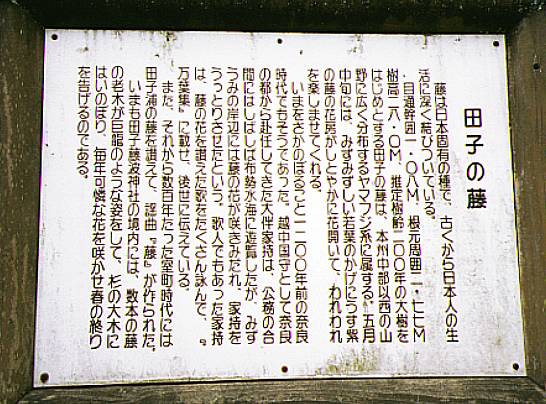 田子の藤
藤は日本固有の種で、古くから日本人の生
活に深く結びついている。
目通幹囲一・〇八M、根元周囲二・七七M
樹高二八・〇M、推定樹齢二〇〇年の大樹を
はじめとする田子の藤は、本州中部以西の山
野に広く分布するヤマフジ系に属する。五月
中旬には、みずみずしい若葉のかげにうす紫
の藤の花房がしとやかに花開いて、われわれ
を楽しませてくれる。
いまをさかのぼること一二〇〇年前の奈良
時代でもそうであった。越中国守として奈良
の都から赴任してきた大伴家持は、公務の合
間にはしばしば布勢水海に遊覧したが、みず
うみの岸辺には藤の花が咲きみだれ、家持を
うっとりさせたという。歌人でもあった家持
は、藤の花を讃えた歌をたくさん詠んで、『
万葉集』に載せ、後世に伝えている。
また、それから数百年たった室町時代には
田子浦の藤を讃えて、謡曲『藤』が作られた。
いまも田子藤波神社の境内には、数本の藤
の老木が巨龍のような姿をして、杉の大木に
はいのぼり、毎年可憐な花を咲かせ春の終り
を告げるのである。